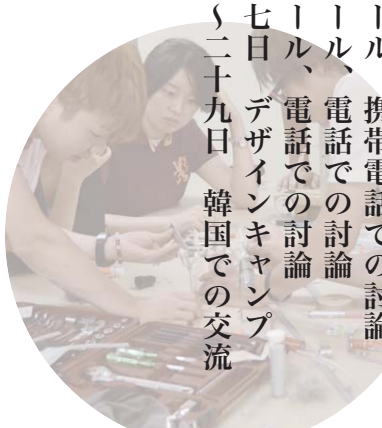 ール、携帯電話での討論
ール、電話での討論
ール、電話での討論
七日　デザインキャンプ
～二十九日　韓国での交流